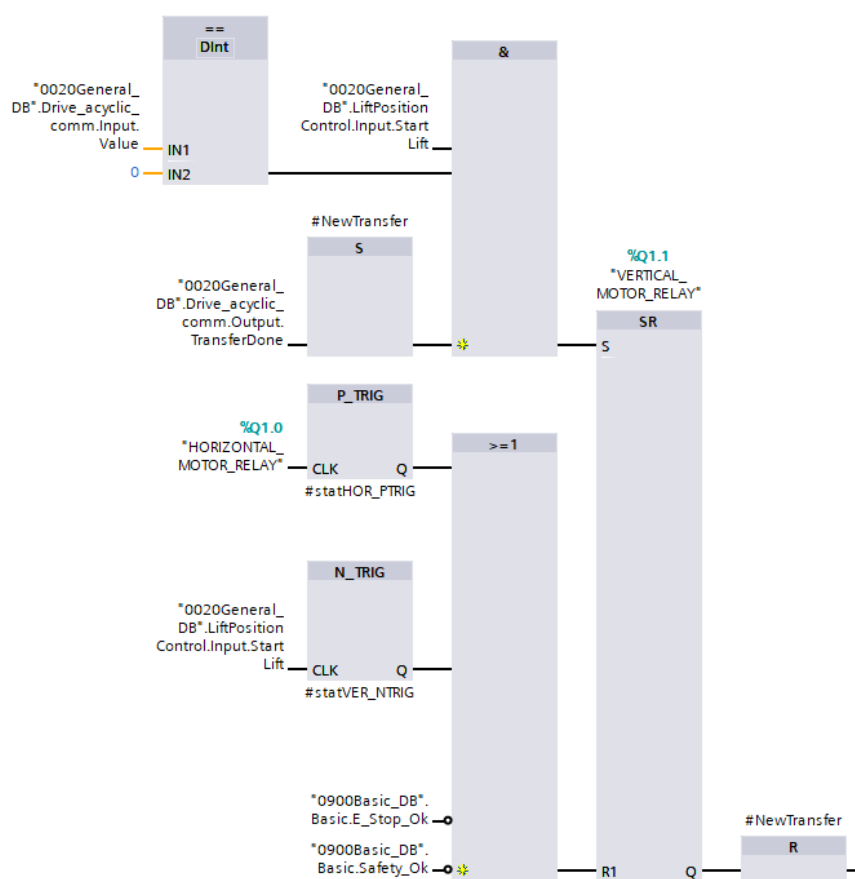 ==
DInt
"0020General_
DB".Drive_acyclic_
comm.Input.
Value
IN1
0
IN2
&
"0020General_
DB".LiftPosition
Control.Input.Start
Lift
#NewTransfer
S
"0020General_
DB".Drive_acyclic_
comm.Output.
TransferDone
%Q1.1
"VERTICAL_
MOTOR_RELAY"
SR
S
P_TRIG
%Q1.0
"HORIZONTAL_
MOTOR_RELAY"
CLK Q
#statHOR_PTRIG
>=1
N_TRIG
"0020General_
DB".LiftPosition
Control.Input.Start
Lift
CLK Q
#statVER_NTRIG
"0900Basic_DB".
Basic.E_Stop_Ok
"0900Basic_DB".
Basic.Safety_Ok
R1 Q
#NewTransfer
R